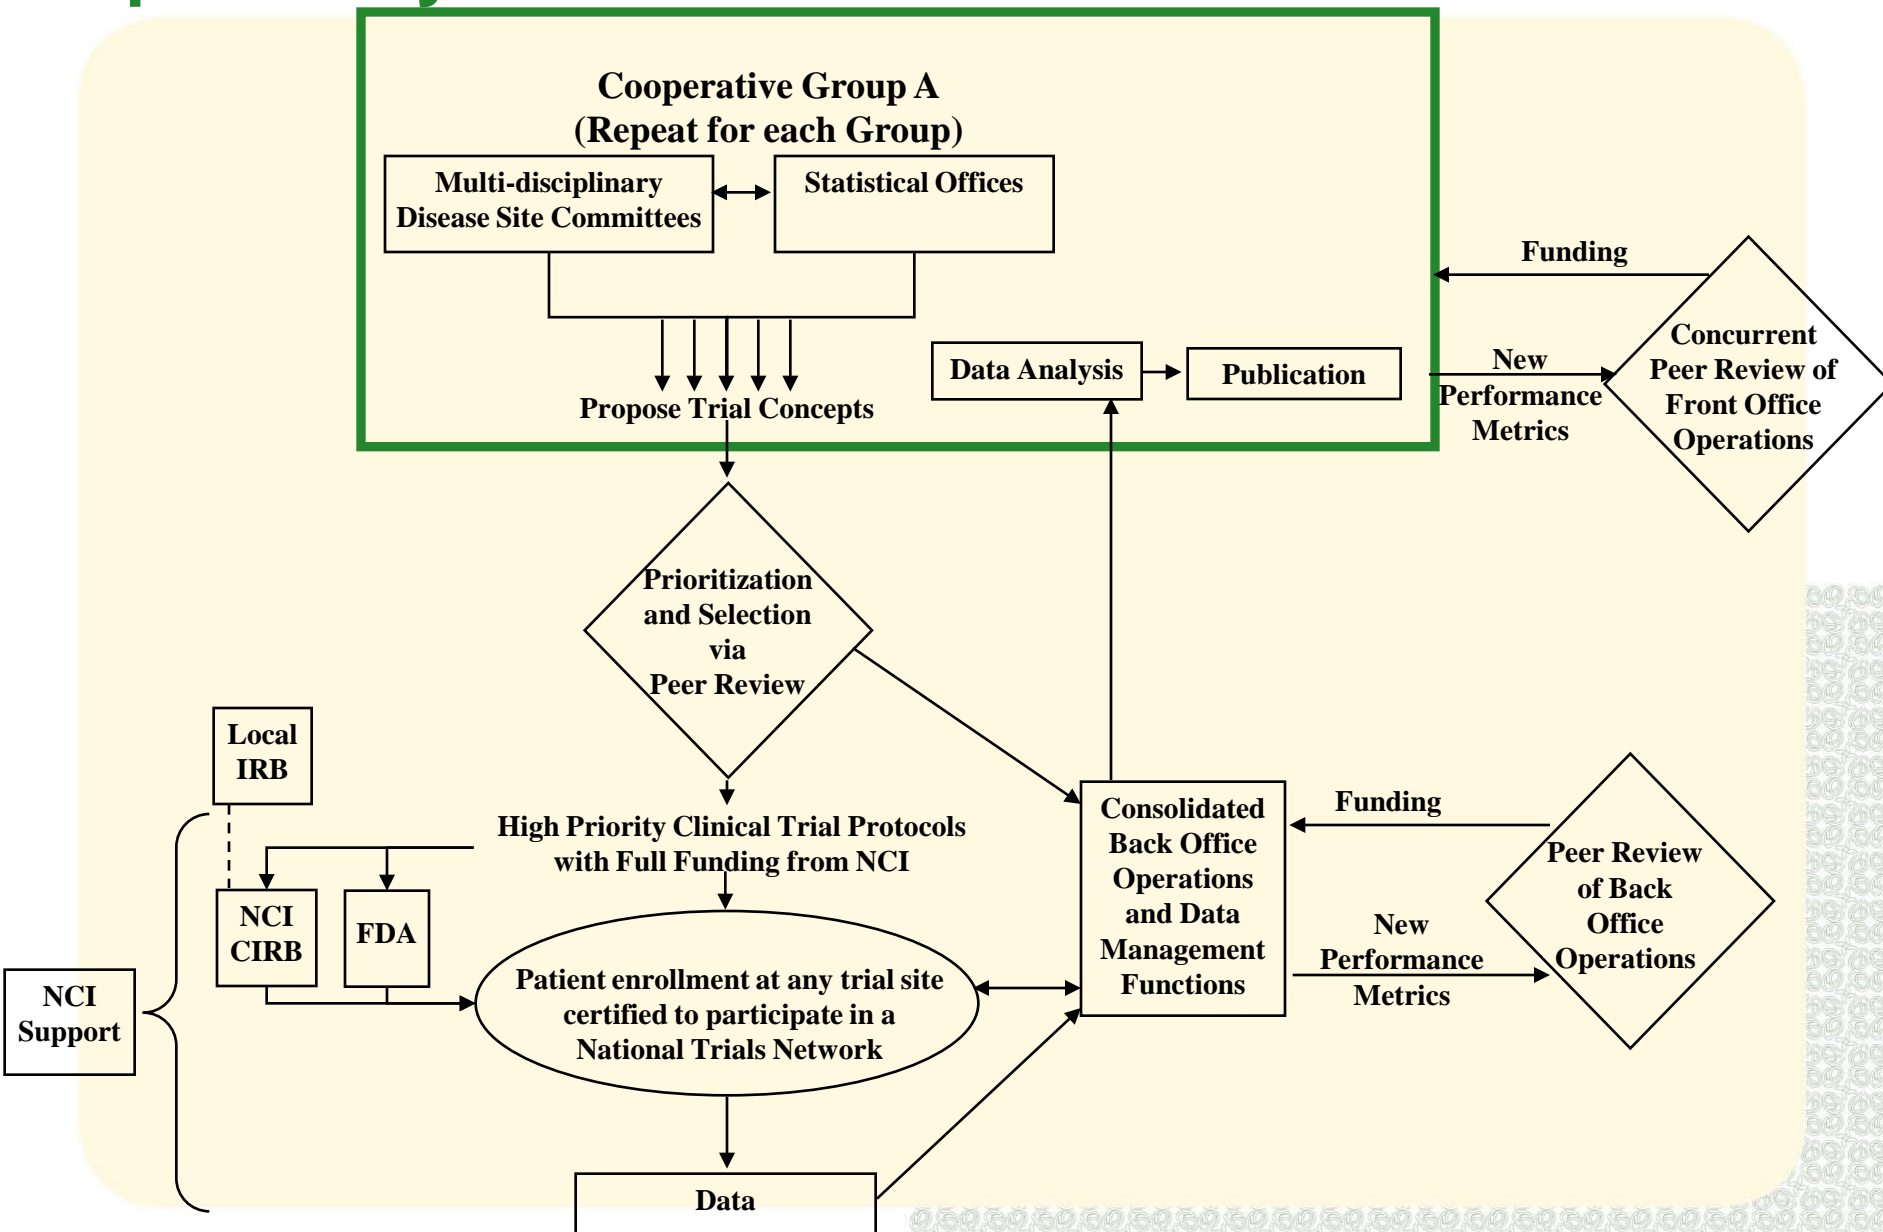 Cooperative Group A
(Repeat for each Group)
Multi-disciplinary
Disease Site Committees
Statistical Offices
Propose Trial Concepts
Data Analysis
Publication
Funding
New
Performance
Metrics
Concurrent
Peer Review of
Front Office
Operations
Prioritization
and Selection
via
Peer Review
Local
IRB
High Priority Clinical Trial Protocols
with Full Funding from NCI
NCI
CIRB
FDA
NCI
Support
Patient enrollment at any trial site
certified to participate in a
National Trials Network
Data
Consolidated
Back Office
Operations
and Data
Management
Functions
Funding
New
Performance
Metrics
Peer Review
of Back
Office
Operations